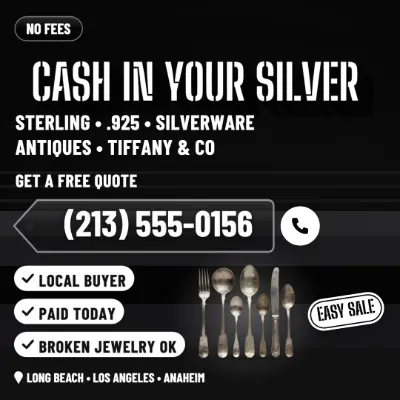 NO FEES
CASH IN YOUR SILVER
STERLING • .925 • SILVERWARE
ANTIQUES • TIFFANY & CO
GET A FREE QUOTE
(213) 555-0156
LOCAL BUYER
PAID TODAY
BROKEN JEWELRY OK
EASY SALE
LONG BEACH • LOS ANGELES • ANAHEIM